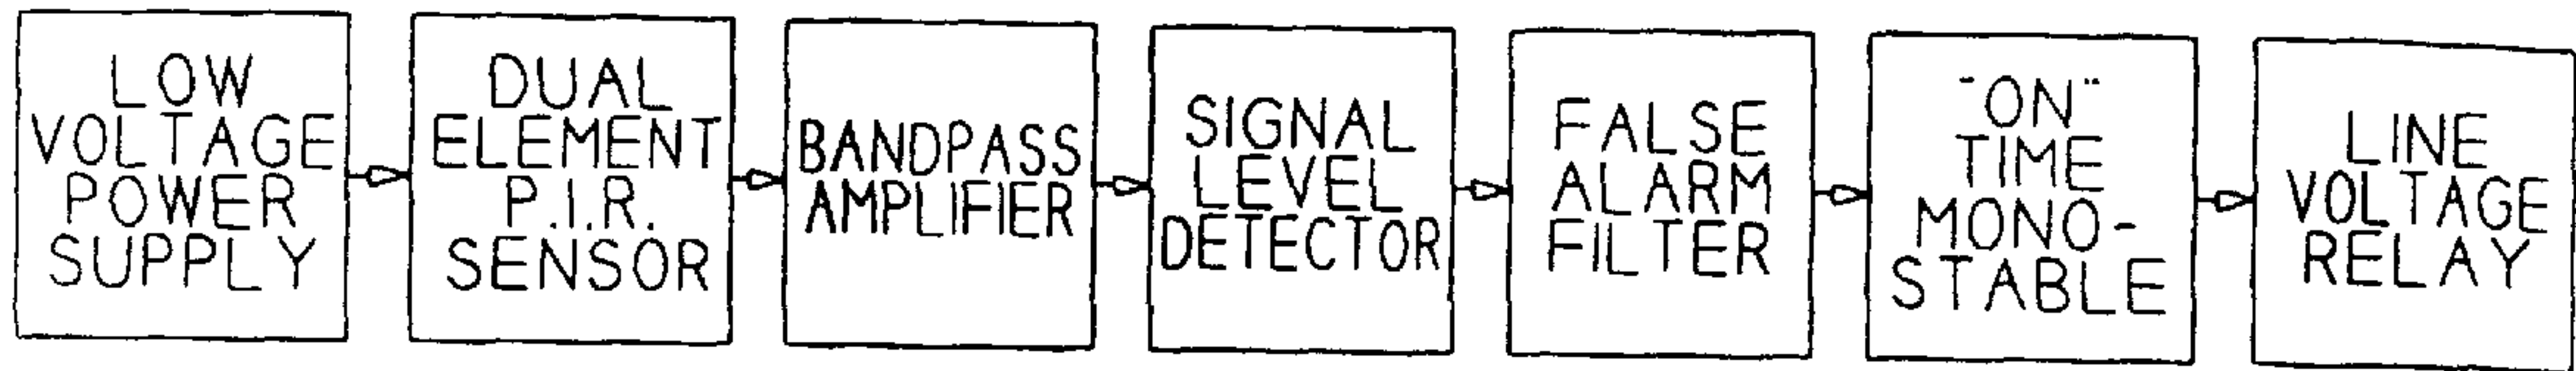 LOW
VOLTAGE
POWER
SUPPLY
DUAL
ELEMENT
P.I.R.
SENSOR
BANDPASS
AMPLIFIER
SIGNAL
LEVEL
DETECTOR
FALSE
ALARM
FILTER
"ON"
TIME
MONO-
STABLE
LINE
VOLTAGE
RELAY